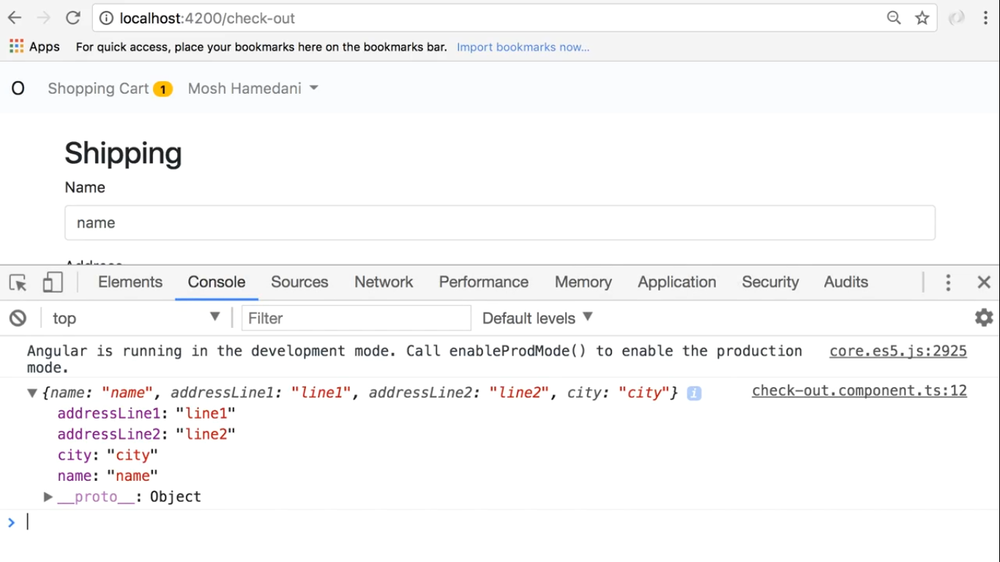 localhost:4200/check-out
Apps For quick access, place your bookmarks here on the bookmarks bar. Import bookmarks now...
O Shopping Cart 1 Mosh Hamedani
Shipping
Name
name
Address
Elements Console Sources Network Performance Memory Application Security Audits
top Filter Default levels
Angular is running in the development mode. Call enableProdMode() to enable the production core.es5.js:2925
mode.
{name: "name", addressLine1: "line1", addressLine2: "line2", city: "city"} i check-out.component.ts:12
addressLine1: "line1"
addressLine2: "line2"
city: "city"
name: "name"
__proto__: Object